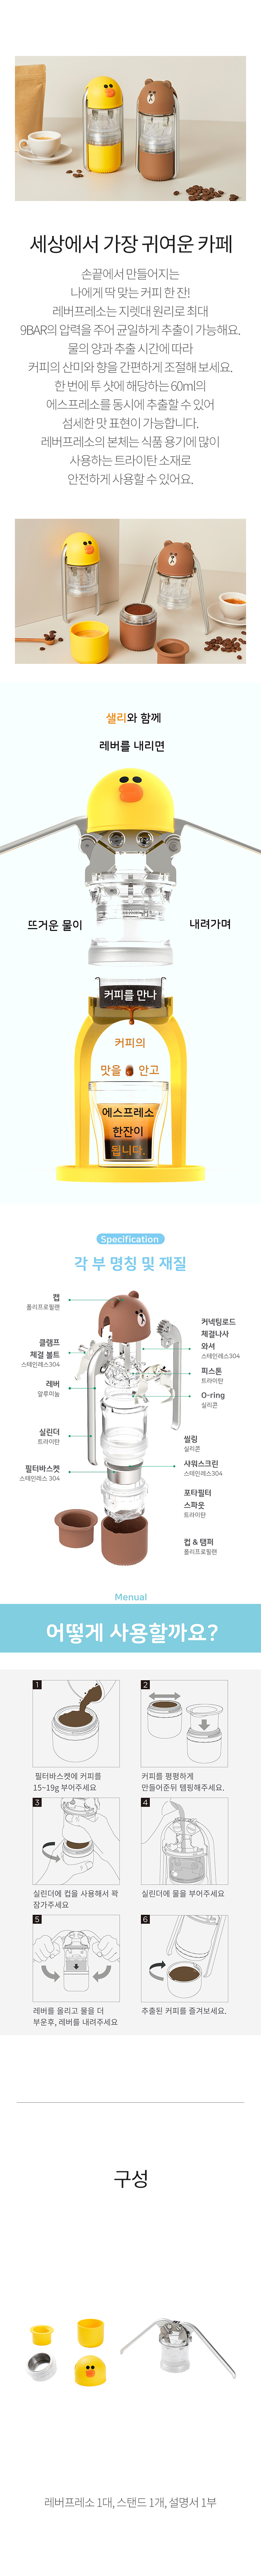 세상에서 가장 귀여운 카페
손끝에서 만들어지는
나에게 딱 맞는 커피 한 잔!
레버프레소는 지렛대 원리로 최대
9BAR의 압력을 주어 균일하게 추출이 가능해요.
물의 양과 추출 시간에 따라
커피의 산미와 향을 간편하게 조절해 보세요.
한 번에 투 샷에 해당하는 60ml의
에스프레소를 동시에 추출할 수 있어
섬세한 맛 표현이 가능합니다.
레버프레소의 본체는 식품 용기에 많이
사용하는 트라이탄 소재로
안전하게 사용할 수 있어요.
샐리와 함께
레버를 내리면
뜨거운 물이
내려가며
커피를 만나
커피의
맛을 안고
에스프레소
한잔이
됩니다.
Specification
각 부 명칭 및 재질
캡
폴리프로필렌
클램프
체결 볼트
스테인레스304
레버
알루미늄
실린더
트라이탄
필터바스켓
스테인레스 304
커넥팅로드
체결나사
와셔
스테인레스304
피스톤
트라이탄
O-ring
실리콘
씰링
실리콘
샤워스크린
스테인레스304
포타필터
스파웃
트라이탄
컵 & 탬퍼
폴리프로필렌
Menual
어떻게 사용할까요?
1
필터바스켓에 커피를
15~19g 부어주세요
2
커피를 평평하게
만들어준뒤 템핑해주세요.
3
실린더에 컵을 사용해서 꽉
잠가주세요
4
실린더에 물을 부어주세요
5
레버를 올리고 물을 더
부운후, 레버를 내려주세요
6
추출된 커피를 즐겨보세요.
구성
레버프레소 1대, 스탠드 1개, 설명서 1부